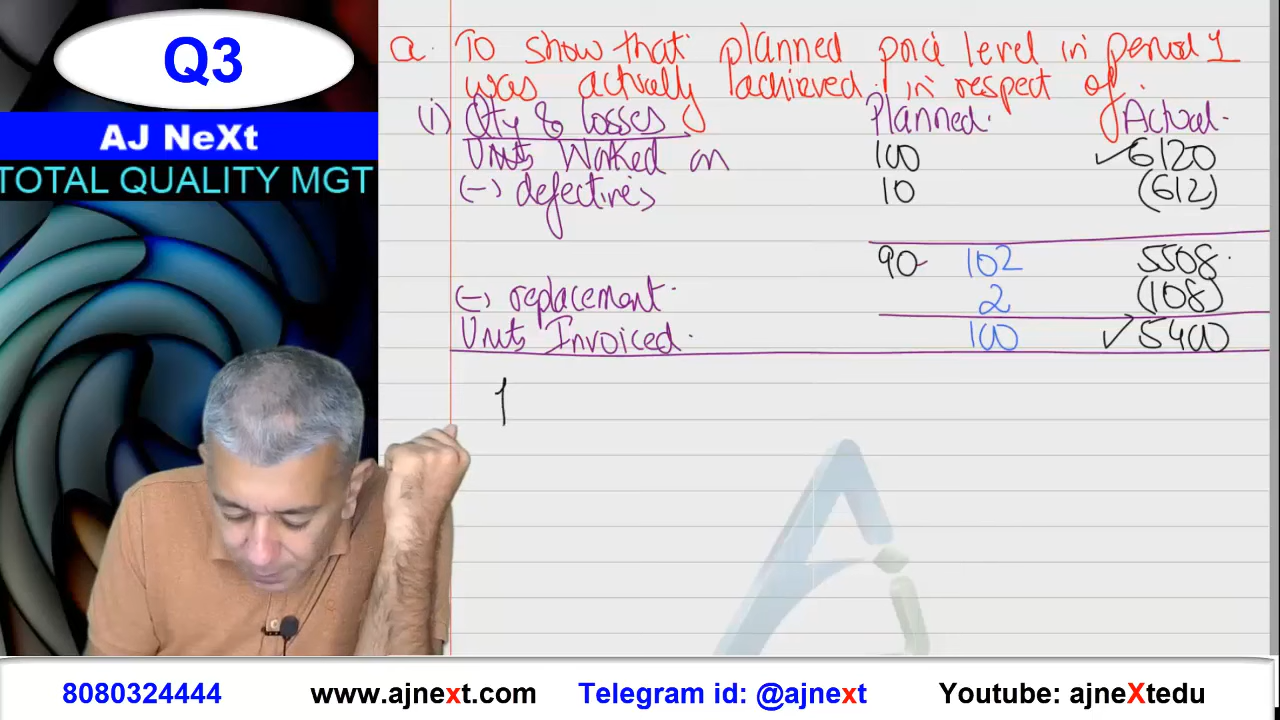 Q3
AJ NeXt
TOTAL QUALITY MGT
a. To show that planned price level in period 1
was actually achieved in respect of.
(i) Qty & losses Planned. Actual.
Units Worked on 100 ✓6120
(-) defectives 10 (612)
90 102 5508
(-) replacement. 2 (108)
Units Invoiced. 100 ✓5400
8080324444 www.ajnext.com Telegram id: @ajnext Youtube: ajneXtedu